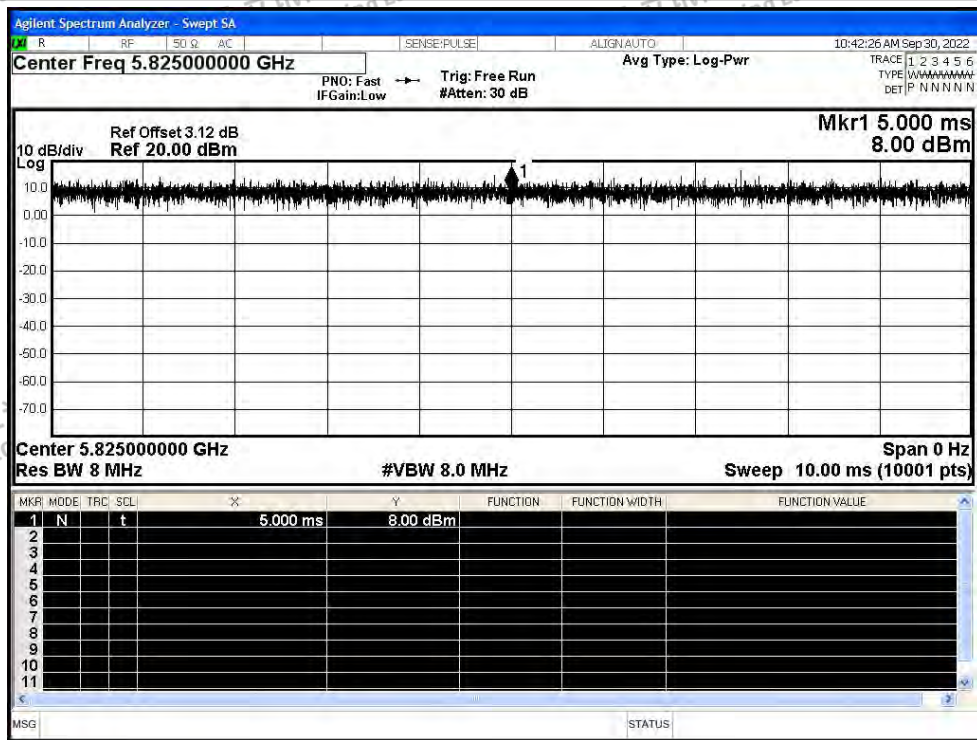 Agilent Spectrum Analyzer - Swept SA
R RF 50 Ω AC SENSE:PULSE ALIGN AUTO 10:42:26 AM Sep 30, 2022
Center Freq 5.825000000 GHz Avg Type: Log-Pwr TRACE 1 2 3 4 5 6
PNO: Fast Trig: Free Run TYPE
IFGain:Low #Atten: 30 dB DET P N N N N N
Mkr1 5.000 ms
Ref Offset 3.12 dB
10 dB/div Ref 20.00 dBm 8.00 dBm
Log
1
10.0
0.00
-10.0
-20.0
-30.0
-40.0
-50.0
-60.0
-70.0
Center 5.825000000 GHz Span 0 Hz
Res BW 8 MHz #VBW 8.0 MHz Sweep 10.00 ms (10001 pts)
MKR MODE TRC SCL X Y FUNCTION FUNCTION WIDTH FUNCTION VALUE
1 N t 5.000 ms 8.00 dBm
2
3
4
5
6
7
8
9
10
11
MSG STATUS